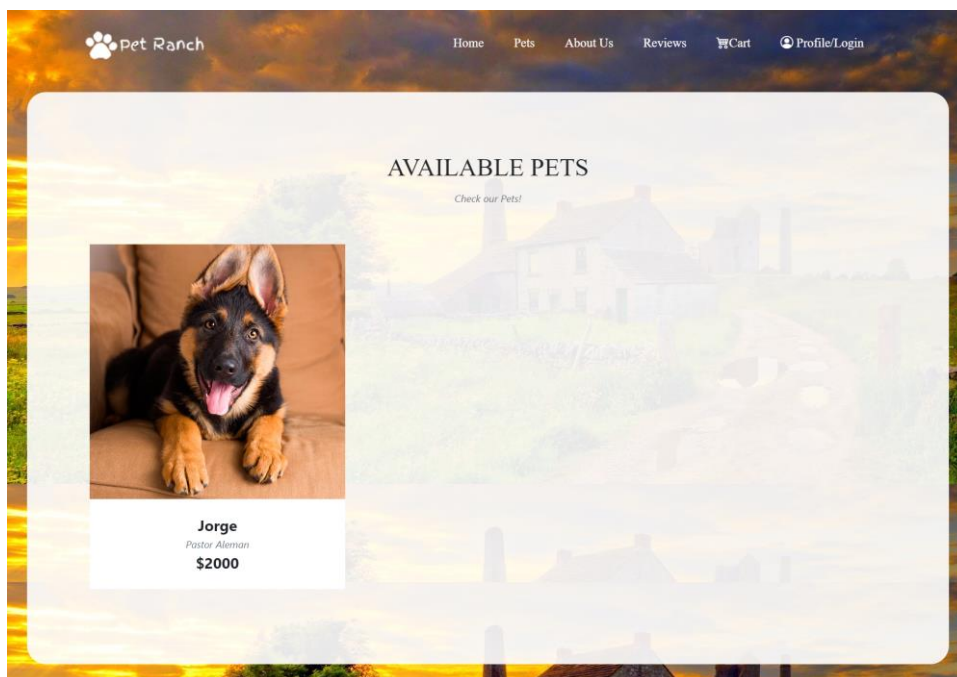 Pet Ranch
Home Pets About Us Reviews Cart Profile/Login
AVAILABLE PETS
Check our Pets!
Jorge
Pastor Aleman
$2000